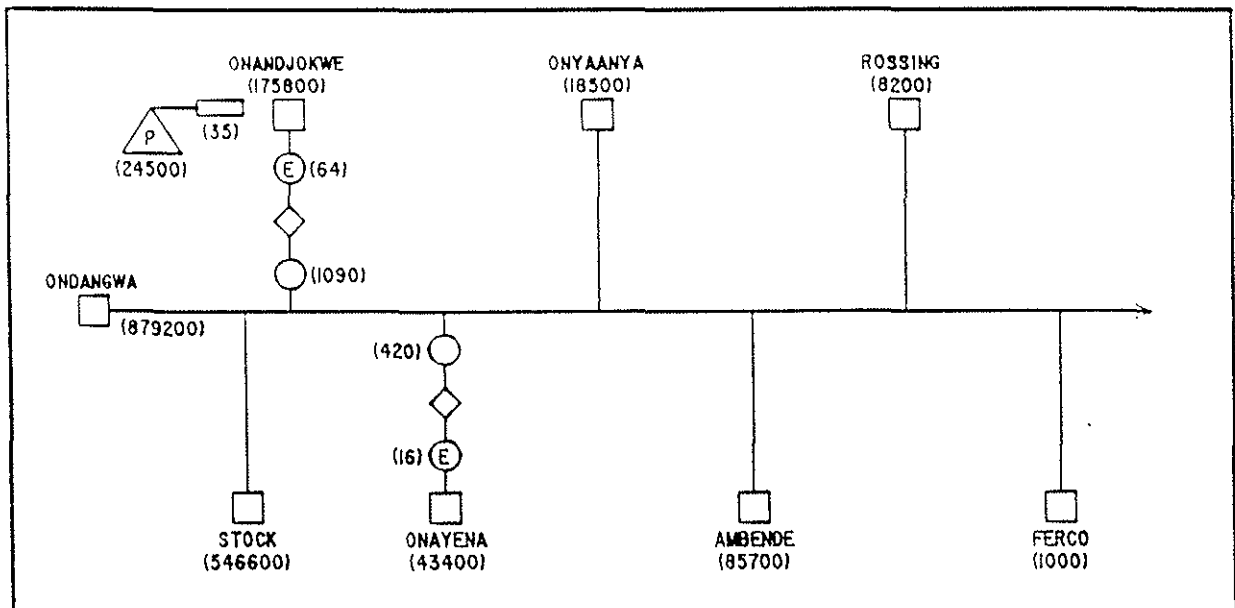 ONANDJOKWE
(175800)
ONYAANYA
(18500)
ROSSING
(8200)
P
(35)
(24500)
E
(64)
(1090)
ONDANGWA
(879200)
(420)
(16)
E
STOCK
(546600)
ONAYENA
(43400)
AMBENDE
(85700)
FERCO
(1000)